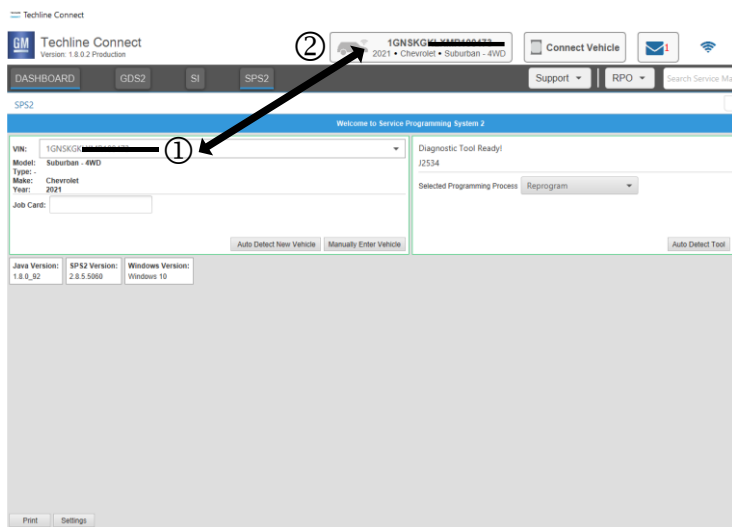 Techline Connect
GM
Techline Connect
Version: 1.8.0.2 Production
②
1GNSKGKLXMR100473
2021 • Chevrolet • Suburban - 4WD
Connect Vehicle
1
DASHBOARD
GDS2
SI
SPS2
Support
RPO
Search Service Ma
SPS2
Welcome to Service Programming System 2
VIN:
1GNSKGK
①
Model: Suburban - 4WD
Type: -
Make: Chevrolet
Year: 2021
Job Card:
Auto Detect New Vehicle
Manually Enter Vehicle
Diagnostic Tool Ready!
J2534
Selected Programming Process
Reprogram
Auto Detect Tool
Java Version:
1.8.0_92
SPS2 Version:
2.8.5.5060
Windows Version:
Windows 10
Print
Settings